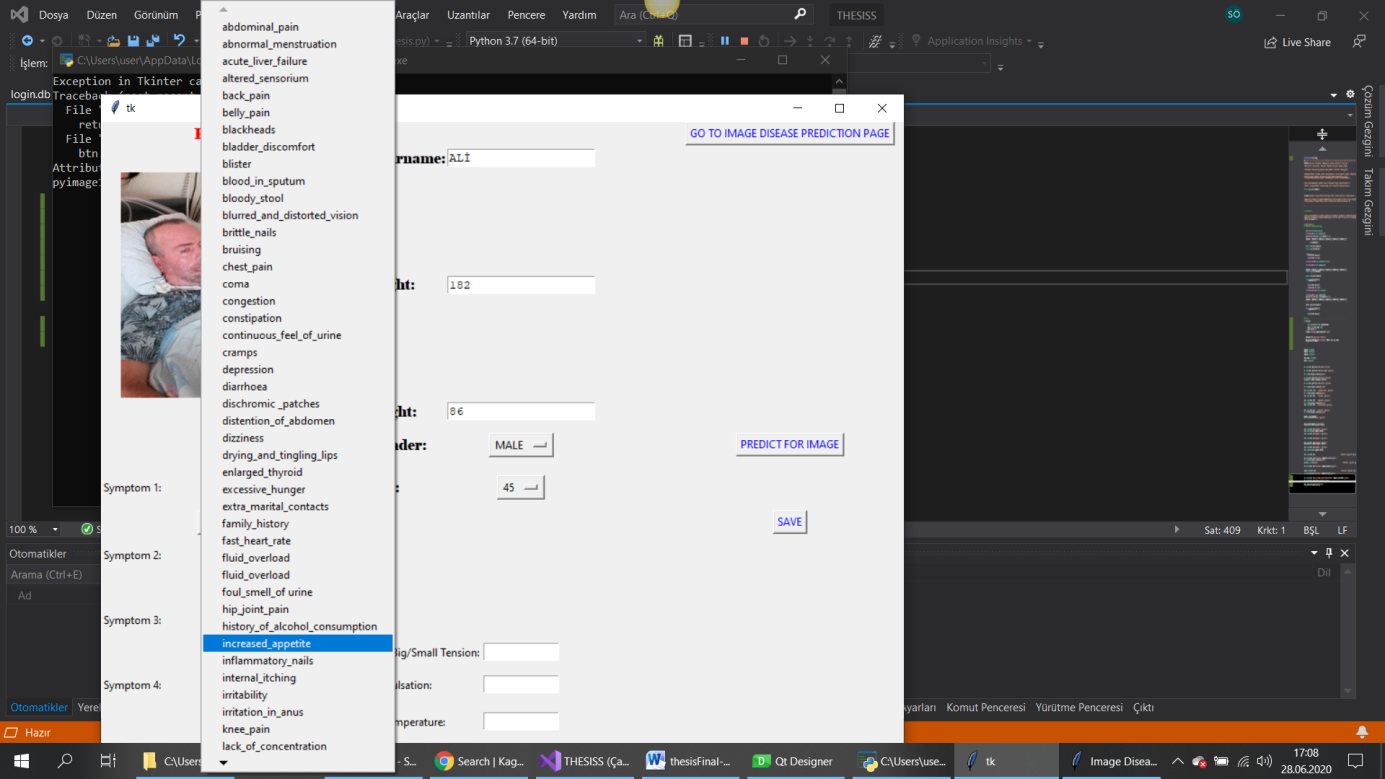 Dosya Düzen Görünüm Araçlar Uzantılar Pencere Yardım Ara (Ctrl+Q) THESISS SÖ
Python 3.7 (64-bit) Application Insights Live Share
İşlem: C:\Users\user\AppData\Lo
Exception in Tkinter ca
login.db
File "
retu
File "
btn
Attribut
pyimage
tk
GO TO IMAGE DISEASE PREDICTION PAGE
rname: ALİ
ht: 182
ght: 86
nder: MALE
PREDICT FOR IMAGE
: 45
SAVE
Symptom 1:
Symptom 2:
Symptom 3:
Symptom 4:
Big/Small Tension:
ulsation:
mperature:
abdominal_pain
abnormal_menstruation
acute_liver_failure
altered_sensorium
back_pain
belly_pain
blackheads
bladder_discomfort
blister
blood_in_sputum
bloody_stool
blurred_and_distorted_vision
brittle_nails
bruising
chest_pain
coma
congestion
constipation
continuous_feel_of_urine
cramps
depression
diarrhoea
dischromic _patches
distention_of_abdomen
dizziness
drying_and_tingling_lips
enlarged_thyroid
excessive_hunger
extra_marital_contacts
family_history
fast_heart_rate
fluid_overload
fluid_overload
foul_smell_of urine
hip_joint_pain
history_of_alcohol_consumption
increased_appetite
inflammatory_nails
internal_itching
irritability
irritation_in_anus
knee_pain
lack_of_concentration
Çözüm Gezgini
Takım Gezgini
100 % Sat: 409 Krkt: 1 BŞL LF
Otomatikler
Arama (Ctrl+E) Dil
Ad
Otomatikler Yerel Komut Penceresi Yürütme Penceresi Çıktı
Hazır
C:\Users - S... Search | Kag... THESISS (Ça... thesisFinal-... Qt Designer C:\Users\use... tk Image Disea... 17:08
28.06.2020